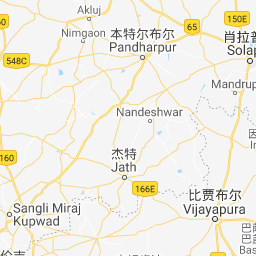 Akluj
Nimgaon
本特尔布尔
Pandharpur
65
150E
肖拉普
Solap
548C
Mandrup
Nandeshwar
160
杰特
Jath
166E
Sangli Miraj
Kupwad
比贾布尔
Vijayapura
52